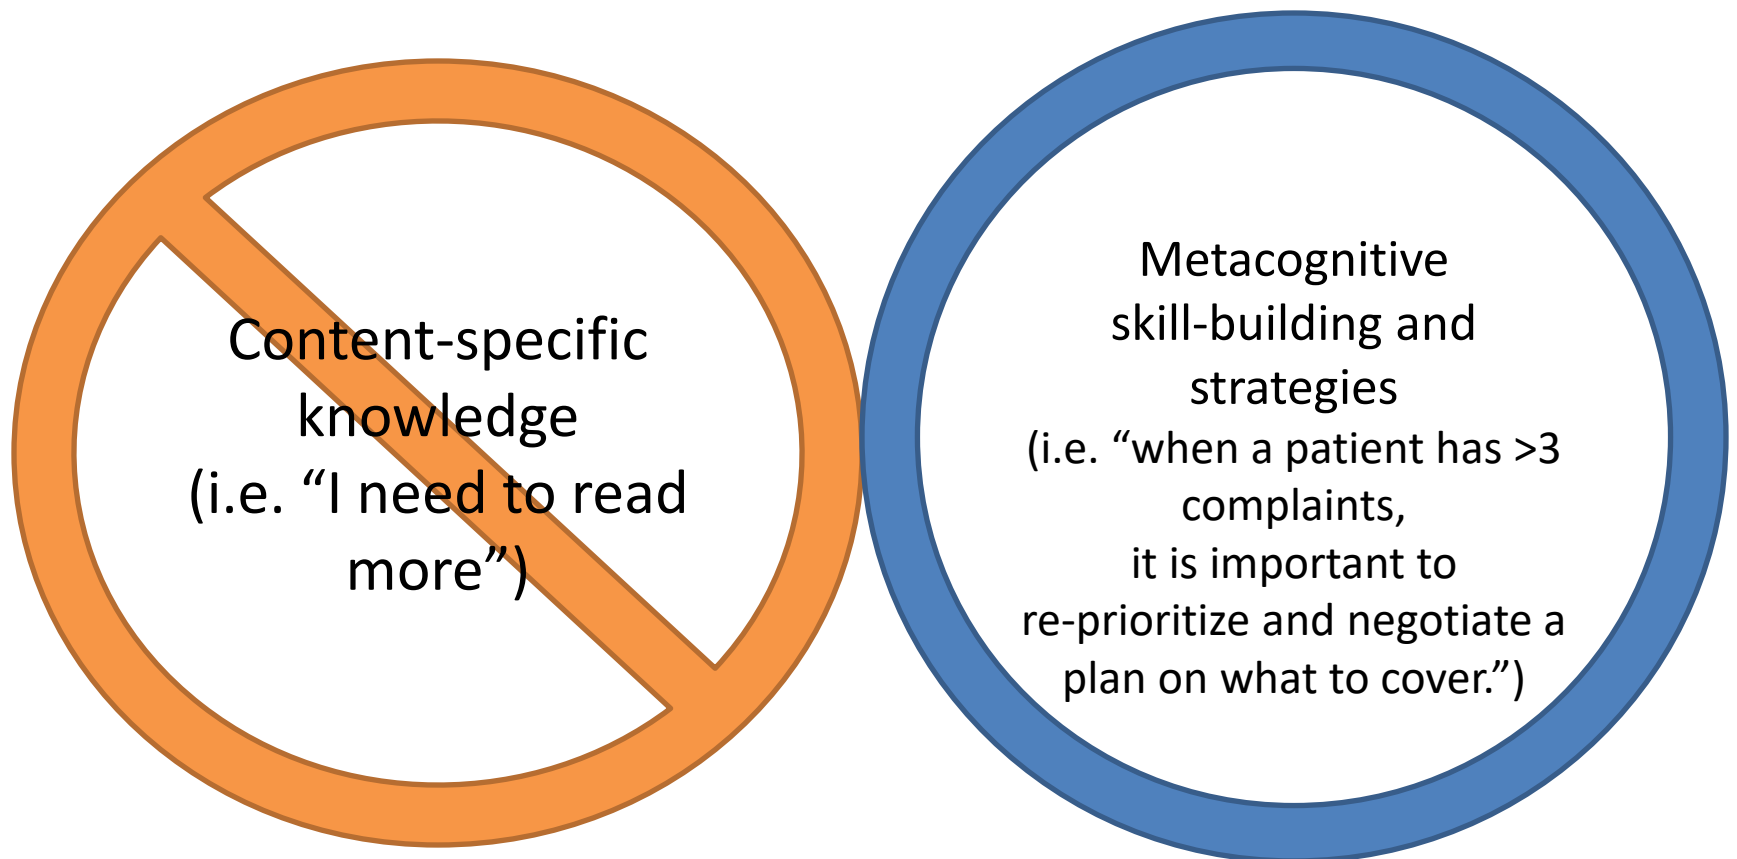 Content-specific
knowledge
(i.e. “I need to read
more”)
Metacognitive
skill-building and
strategies
(i.e. “when a patient has >3
complaints,
it is important to
re-prioritize and negotiate a
plan on what to cover.”)